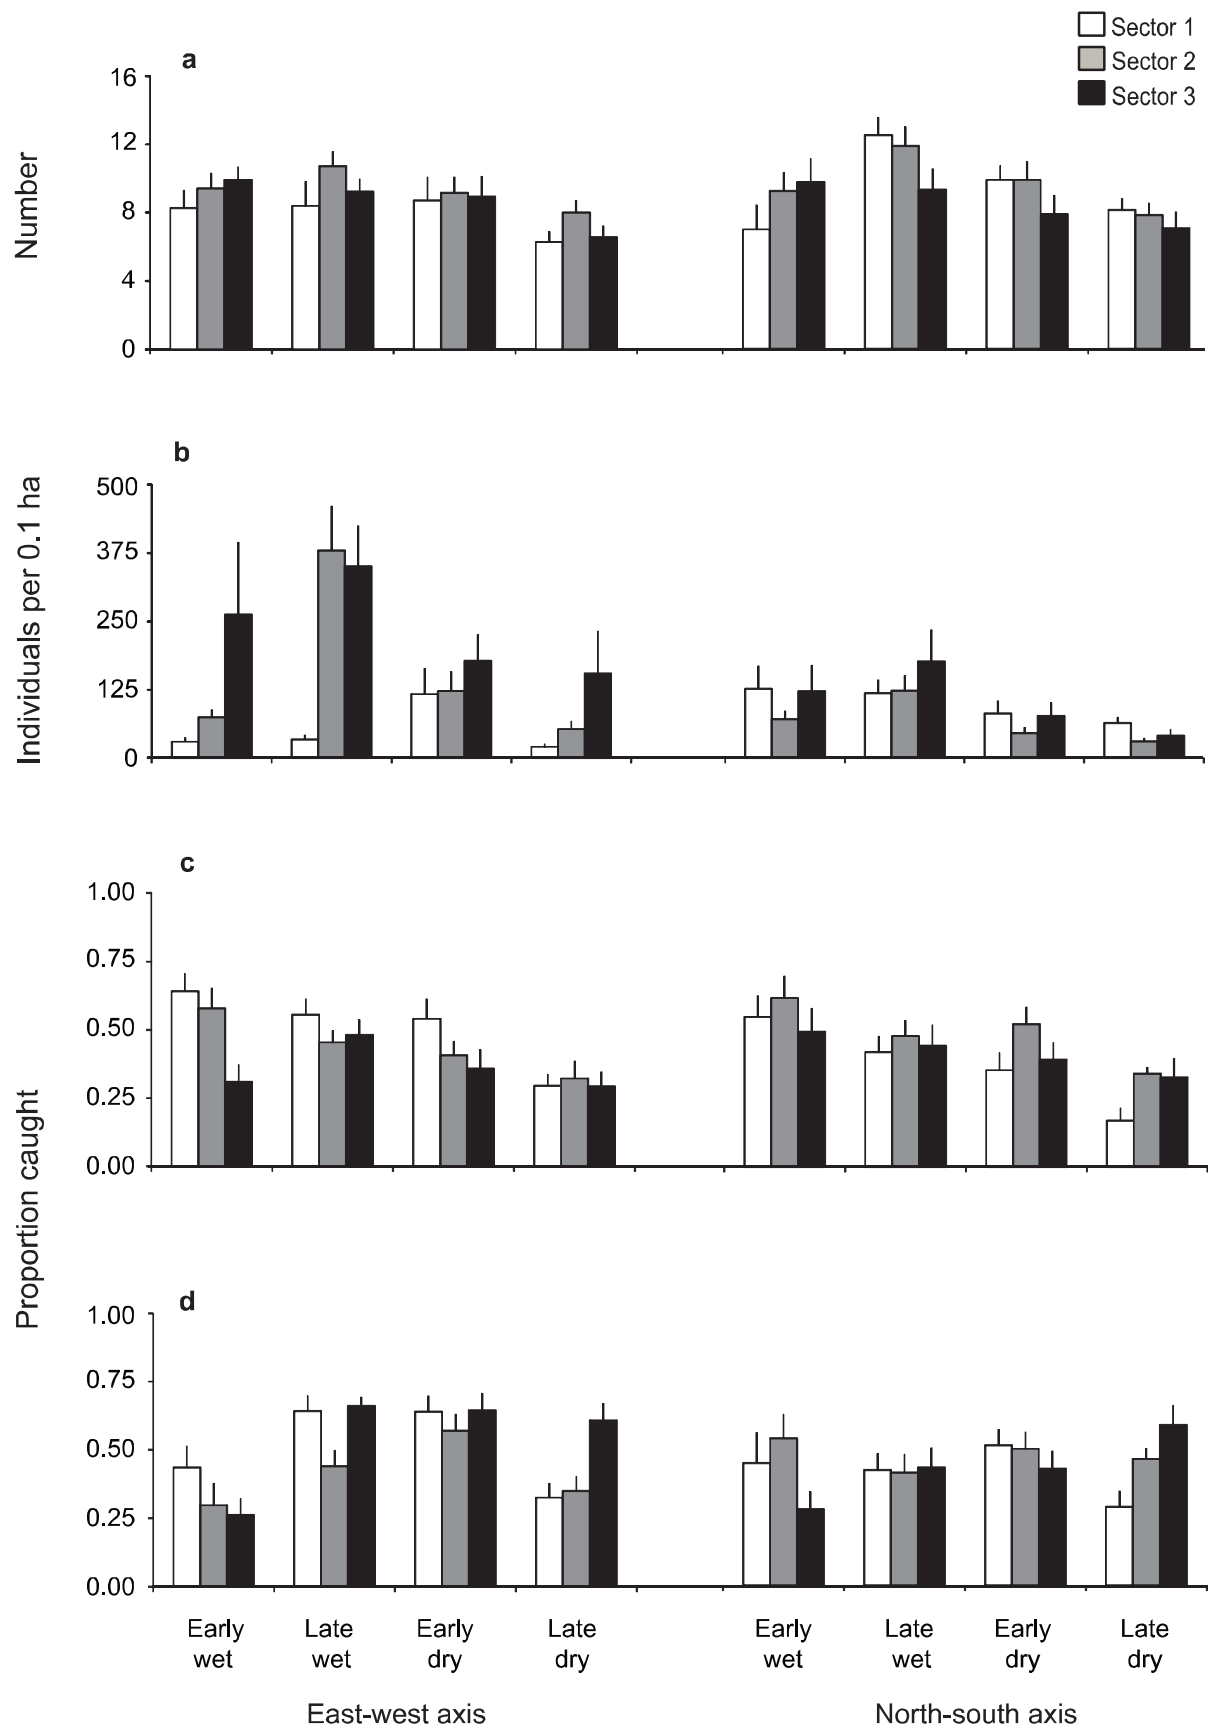 Sector 1
Sector 2
Sector 3
a
16
12
8
4
0
Number
b
500
375
250
125
0
Individuals per 0.1 ha
c
1.00
0.75
0.50
0.25
0.00
Proportion caught
d
1.00
0.75
0.50
0.25
0.00
Early wet
Late wet
Early dry
Late dry
Early wet
Late wet
Early dry
Late dry
East-west axis
North-south axis